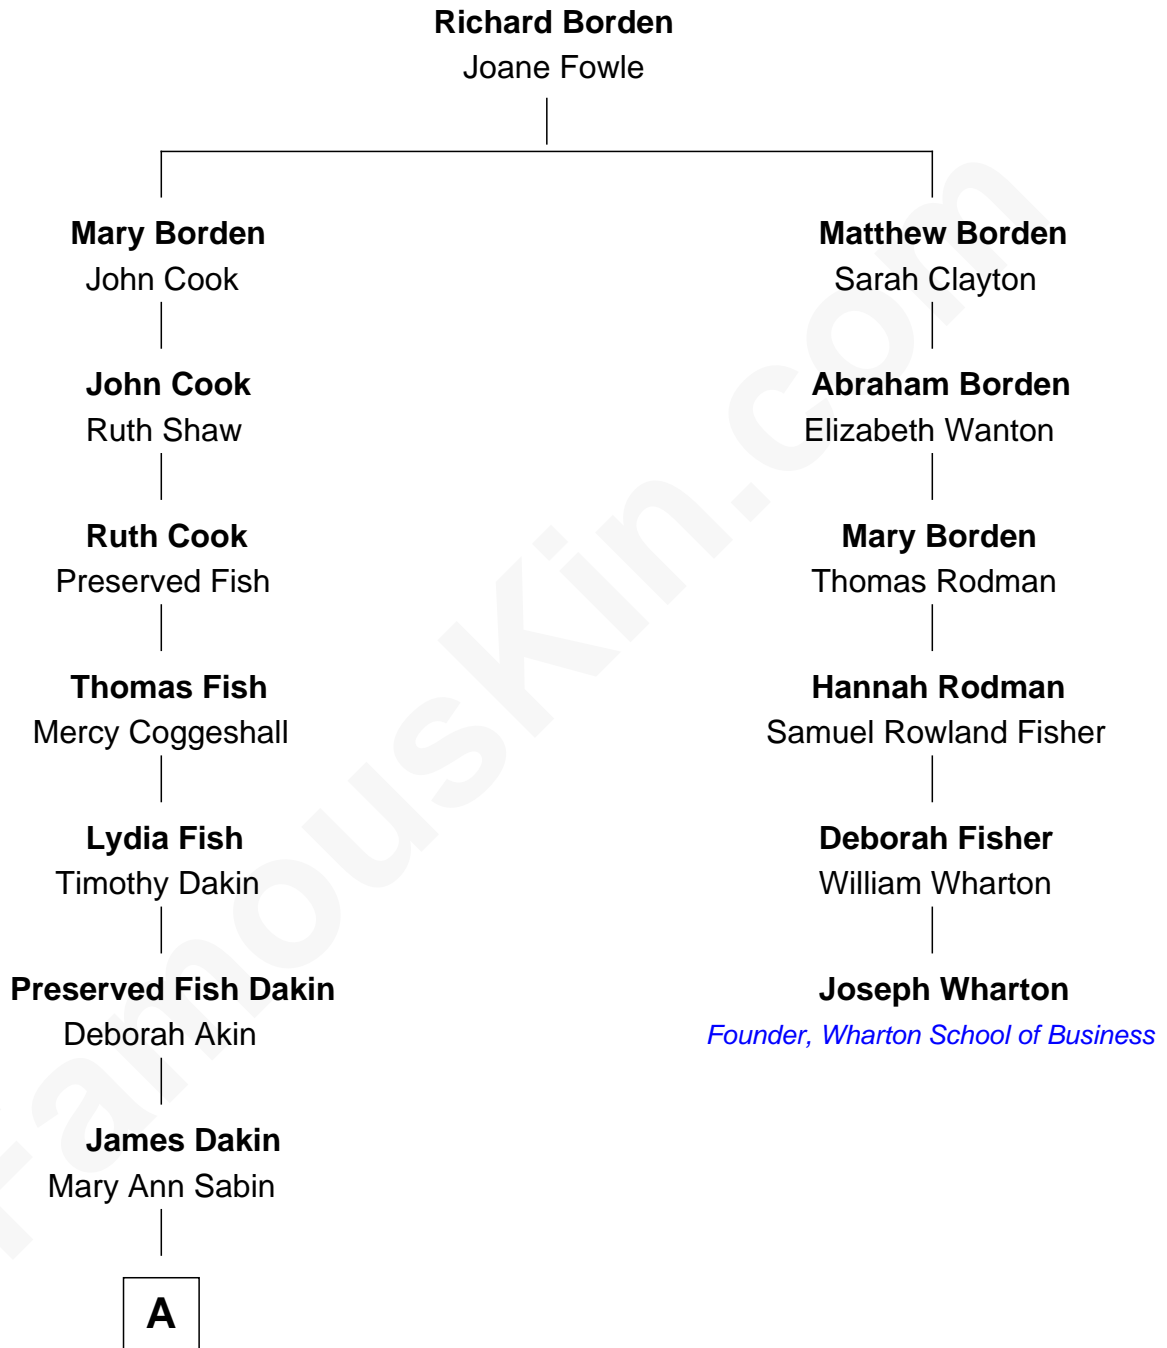 Richard Borden
Joane Fowle
Mary Borden
John Cook
John Cook
Ruth Shaw
Ruth Cook
Preserved Fish
Thomas Fish
Mercy Coggeshall
Lydia Fish
Timothy Dakin
Preserved Fish Dakin
Deborah Akin
James Dakin
Mary Ann Sabin
A
Matthew Borden
Sarah Clayton
Abraham Borden
Elizabeth Wanton
Mary Borden
Thomas Rodman
Hannah Rodman
Samuel Rowland Fisher
Deborah Fisher
William Wharton
Joseph Wharton
Founder, Wharton School of Business
FamousKin.com